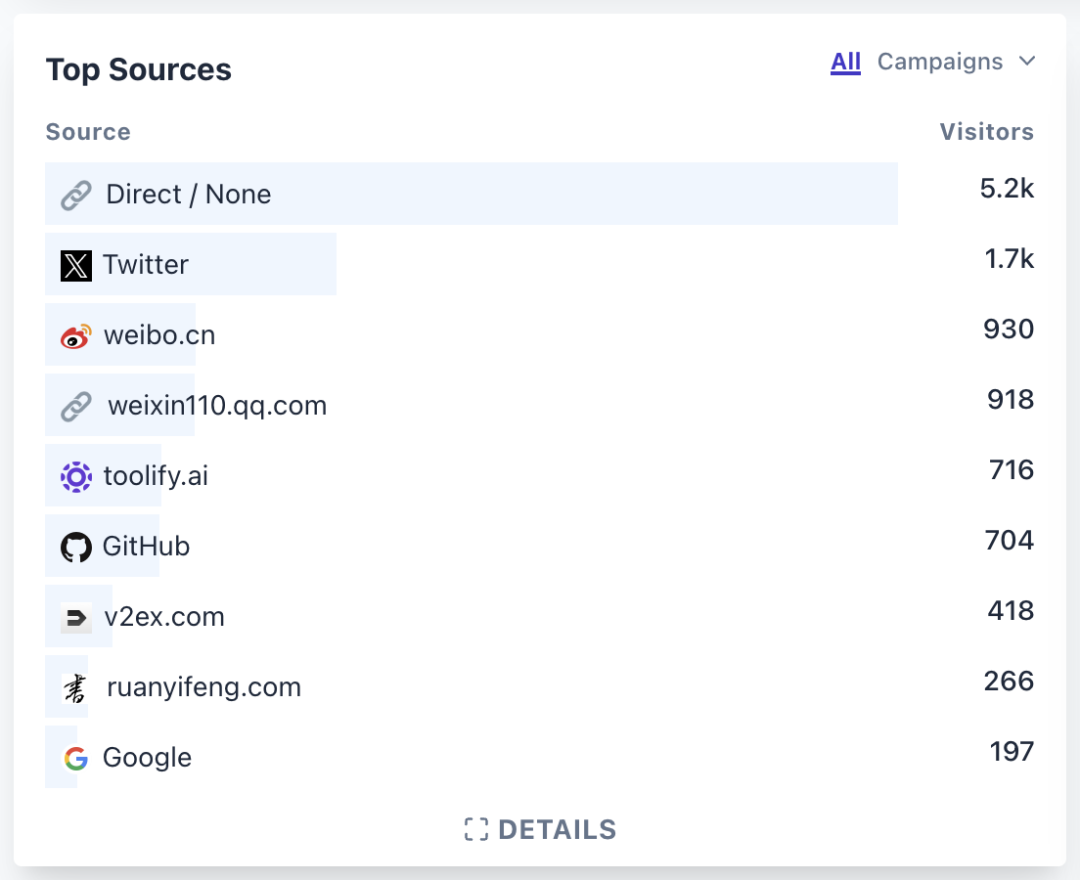 Top Sources
All Campaigns
Source Visitors
Direct / None 5.2k
Twitter 1.7k
weibo.cn 930
weixin110.qq.com 918
toolify.ai 716
GitHub 704
v2ex.com 418
書 ruanyifeng.com 266
Google 197
DETAILS